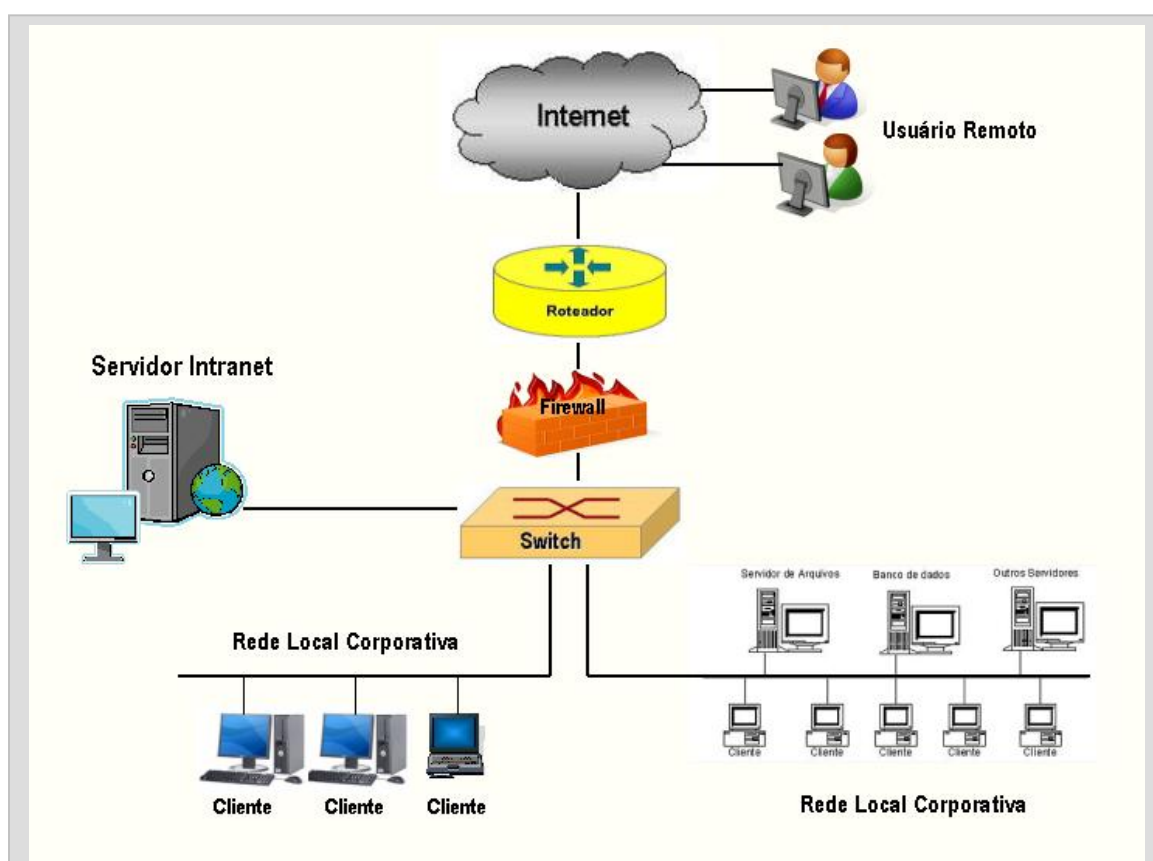 Internet
Usuário Remoto
Roteador
Servidor Intranet
Firewall
Switch
Servidor de Arquivos
Banco de dados
Outros Servidores
Rede Local Corporativa
Cliente
Cliente
Cliente
Cliente
Cliente
Cliente
Cliente
Cliente
Rede Local Corporativa